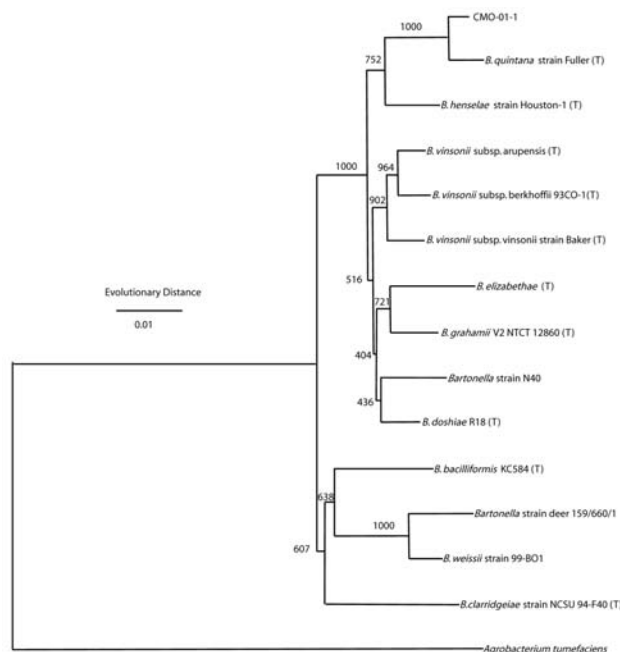 CMO-01-1
1000
B.quintana strain Fuller (T)
752
B.henselae strain Houston-1 (T)
B. vinsonii subsp. arupensis (T)
1000
964
B. vinsonii subsp. berkhoffii 93CO-1(T)
902
B. vinsonii subsp. vinsonii strain Baker (T)
516
B.elizabethae (T)
Evolutionary Distance
721
0.01
B.grahamii V2 NTCT 12860 (T)
404
Bartonella strain N40
436
B. doshiae R18 (T)
B. bacilliformis KC584 (T)
638
Bartonella strain deer 159/660/1
1000
607
B. weissii strain 99-BO1
B.clarridgeiae strain NCSU 94-F40 (T)
Agrobacterium tumefaciens